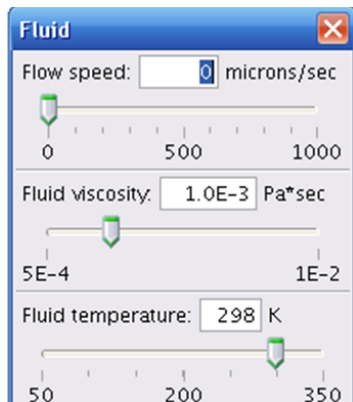 Fluid
Flow speed: 0 microns/sec
0 500 1000
Fluid viscosity: 1.0E-3 Pa*sec
5E-4 1E-2
Fluid temperature: 298 K
50 200 350